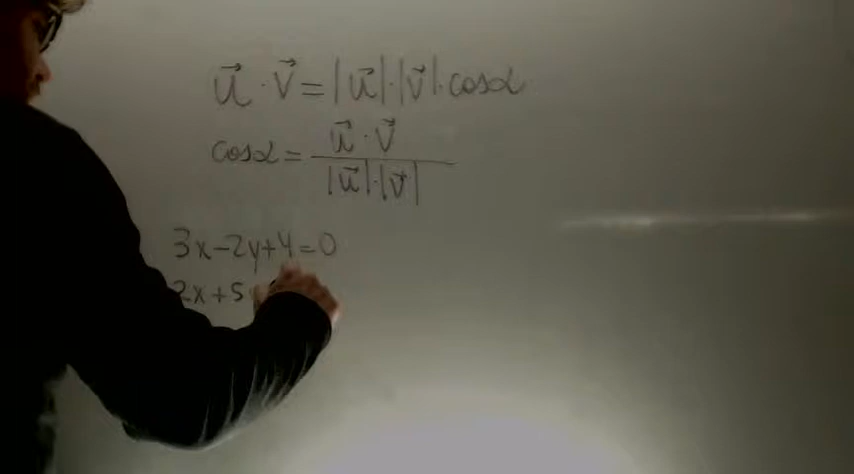 u⃗ · v⃗ = |u⃗| · |v⃗| · cosα
cosα = u⃗ · v⃗ / |u⃗| · |v⃗|
3x-2y+4=0
2x+5